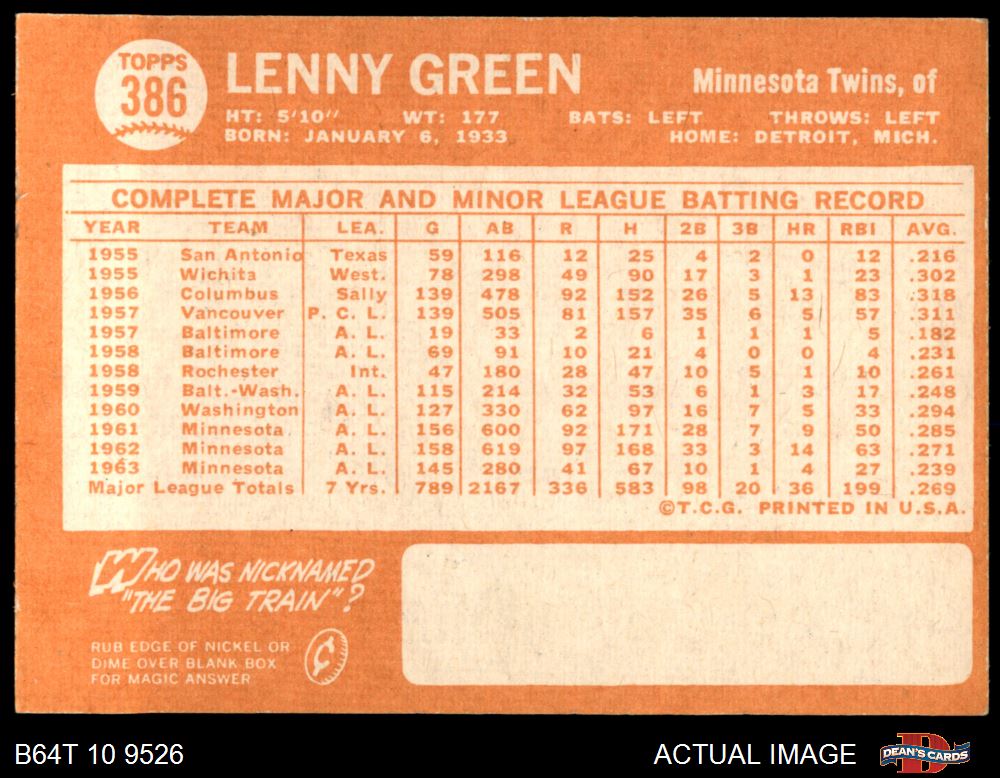 TOPPS
386
LENNY GREEN
Minnesota Twins, of
HT: 5'10" WT: 177 BATS: LEFT THROWS: LEFT
BORN: JANUARY 6, 1933 HOME: DETROIT, MICH.
COMPLETE MAJOR AND MINOR LEAGUE BATTING RECORD
YEAR TEAM LEA. G AB R H 2B 3B HR RBI AVG.
1955 San Antonio Texas 59 116 12 25 4 2 0 12 .216
1955 Wichita West. 78 298 49 90 17 3 1 23 .302
1956 Columbus Sally 139 478 92 152 26 5 13 83 .318
1957 Vancouver P. C. L. 139 505 81 157 35 6 5 57 .311
1957 Baltimore A. L. 19 33 2 6 1 1 1 5 .182
1958 Baltimore A. L. 69 91 10 21 4 0 0 4 .231
1958 Rochester Int. 47 180 28 47 10 5 1 10 .261
1959 Balt.-Wash. A. L. 115 214 32 53 6 1 3 17 .248
1960 Washington A. L. 127 330 62 97 16 7 5 33 .294
1961 Minnesota A. L. 156 600 92 171 28 7 9 50 .285
1962 Minnesota A. L. 158 619 97 168 33 3 14 63 .271
1963 Minnesota A. L. 145 280 41 67 10 1 4 27 .239
Major League Totals 7 Yrs. 789 2167 336 583 98 20 36 199 .269
©T.C.G. PRINTED IN U.S.A.
WHO WAS NICKNAMED
"THE BIG TRAIN"?
RUB EDGE OF NICKEL OR
DIME OVER BLANK BOX
FOR MAGIC ANSWER
¢
B64T 10 9526
ACTUAL IMAGE
D
DEAN'S CARDS